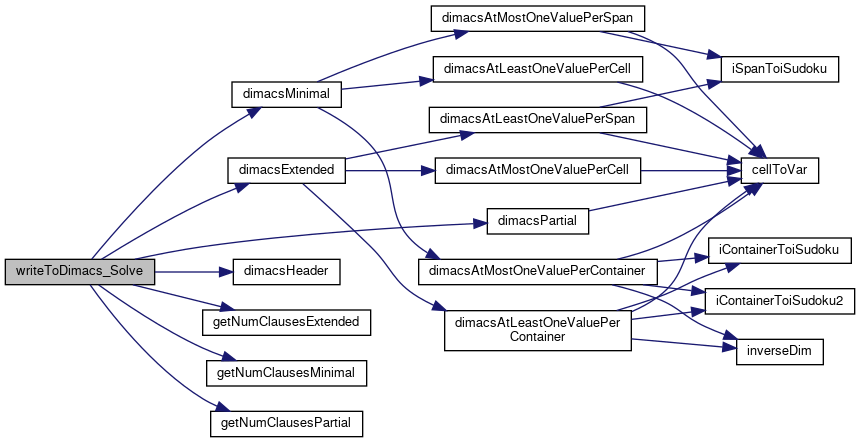 writeToDimacs_Solve
dimacsMinimal
dimacsExtended
dimacsHeader
getNumClausesExtended
getNumClausesMinimal
getNumClausesPartial
dimacsAtMostOneValuePerSpan
dimacsAtLeastOneValuePerCell
dimacsAtLeastOneValuePerSpan
dimacsAtMostOneValuePerCell
dimacsPartial
dimacsAtMostOneValuePerContainer
dimacsAtLeastOneValuePer
Container
iSpanToiSudoku
cellToVar
iContainerToiSudoku
iContainerToiSudoku2
inverseDim